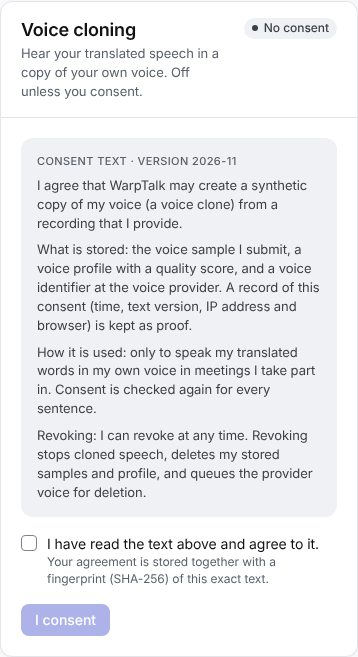 Voice cloning
No consent
Hear your translated speech in a
copy of your own voice. Off
unless you consent.
CONSENT TEXT · VERSION 2026-11
I agree that WarpTalk may create a synthetic
copy of my voice (a voice clone) from a
recording that I provide.
What is stored: the voice sample I submit, a
voice profile with a quality score, and a voice
identifier at the voice provider. A record of this
consent (time, text version, IP address and
browser) is kept as proof.
How it is used: only to speak my translated
words in my own voice in meetings I take part
in. Consent is checked again for every
sentence.
Revoking: I can revoke at any time. Revoking
stops cloned speech, deletes my stored
samples and profile, and queues the provider
voice for deletion.
I have read the text above and agree to it.
Your agreement is stored together with a
fingerprint (SHA-256) of this exact text.
I consent